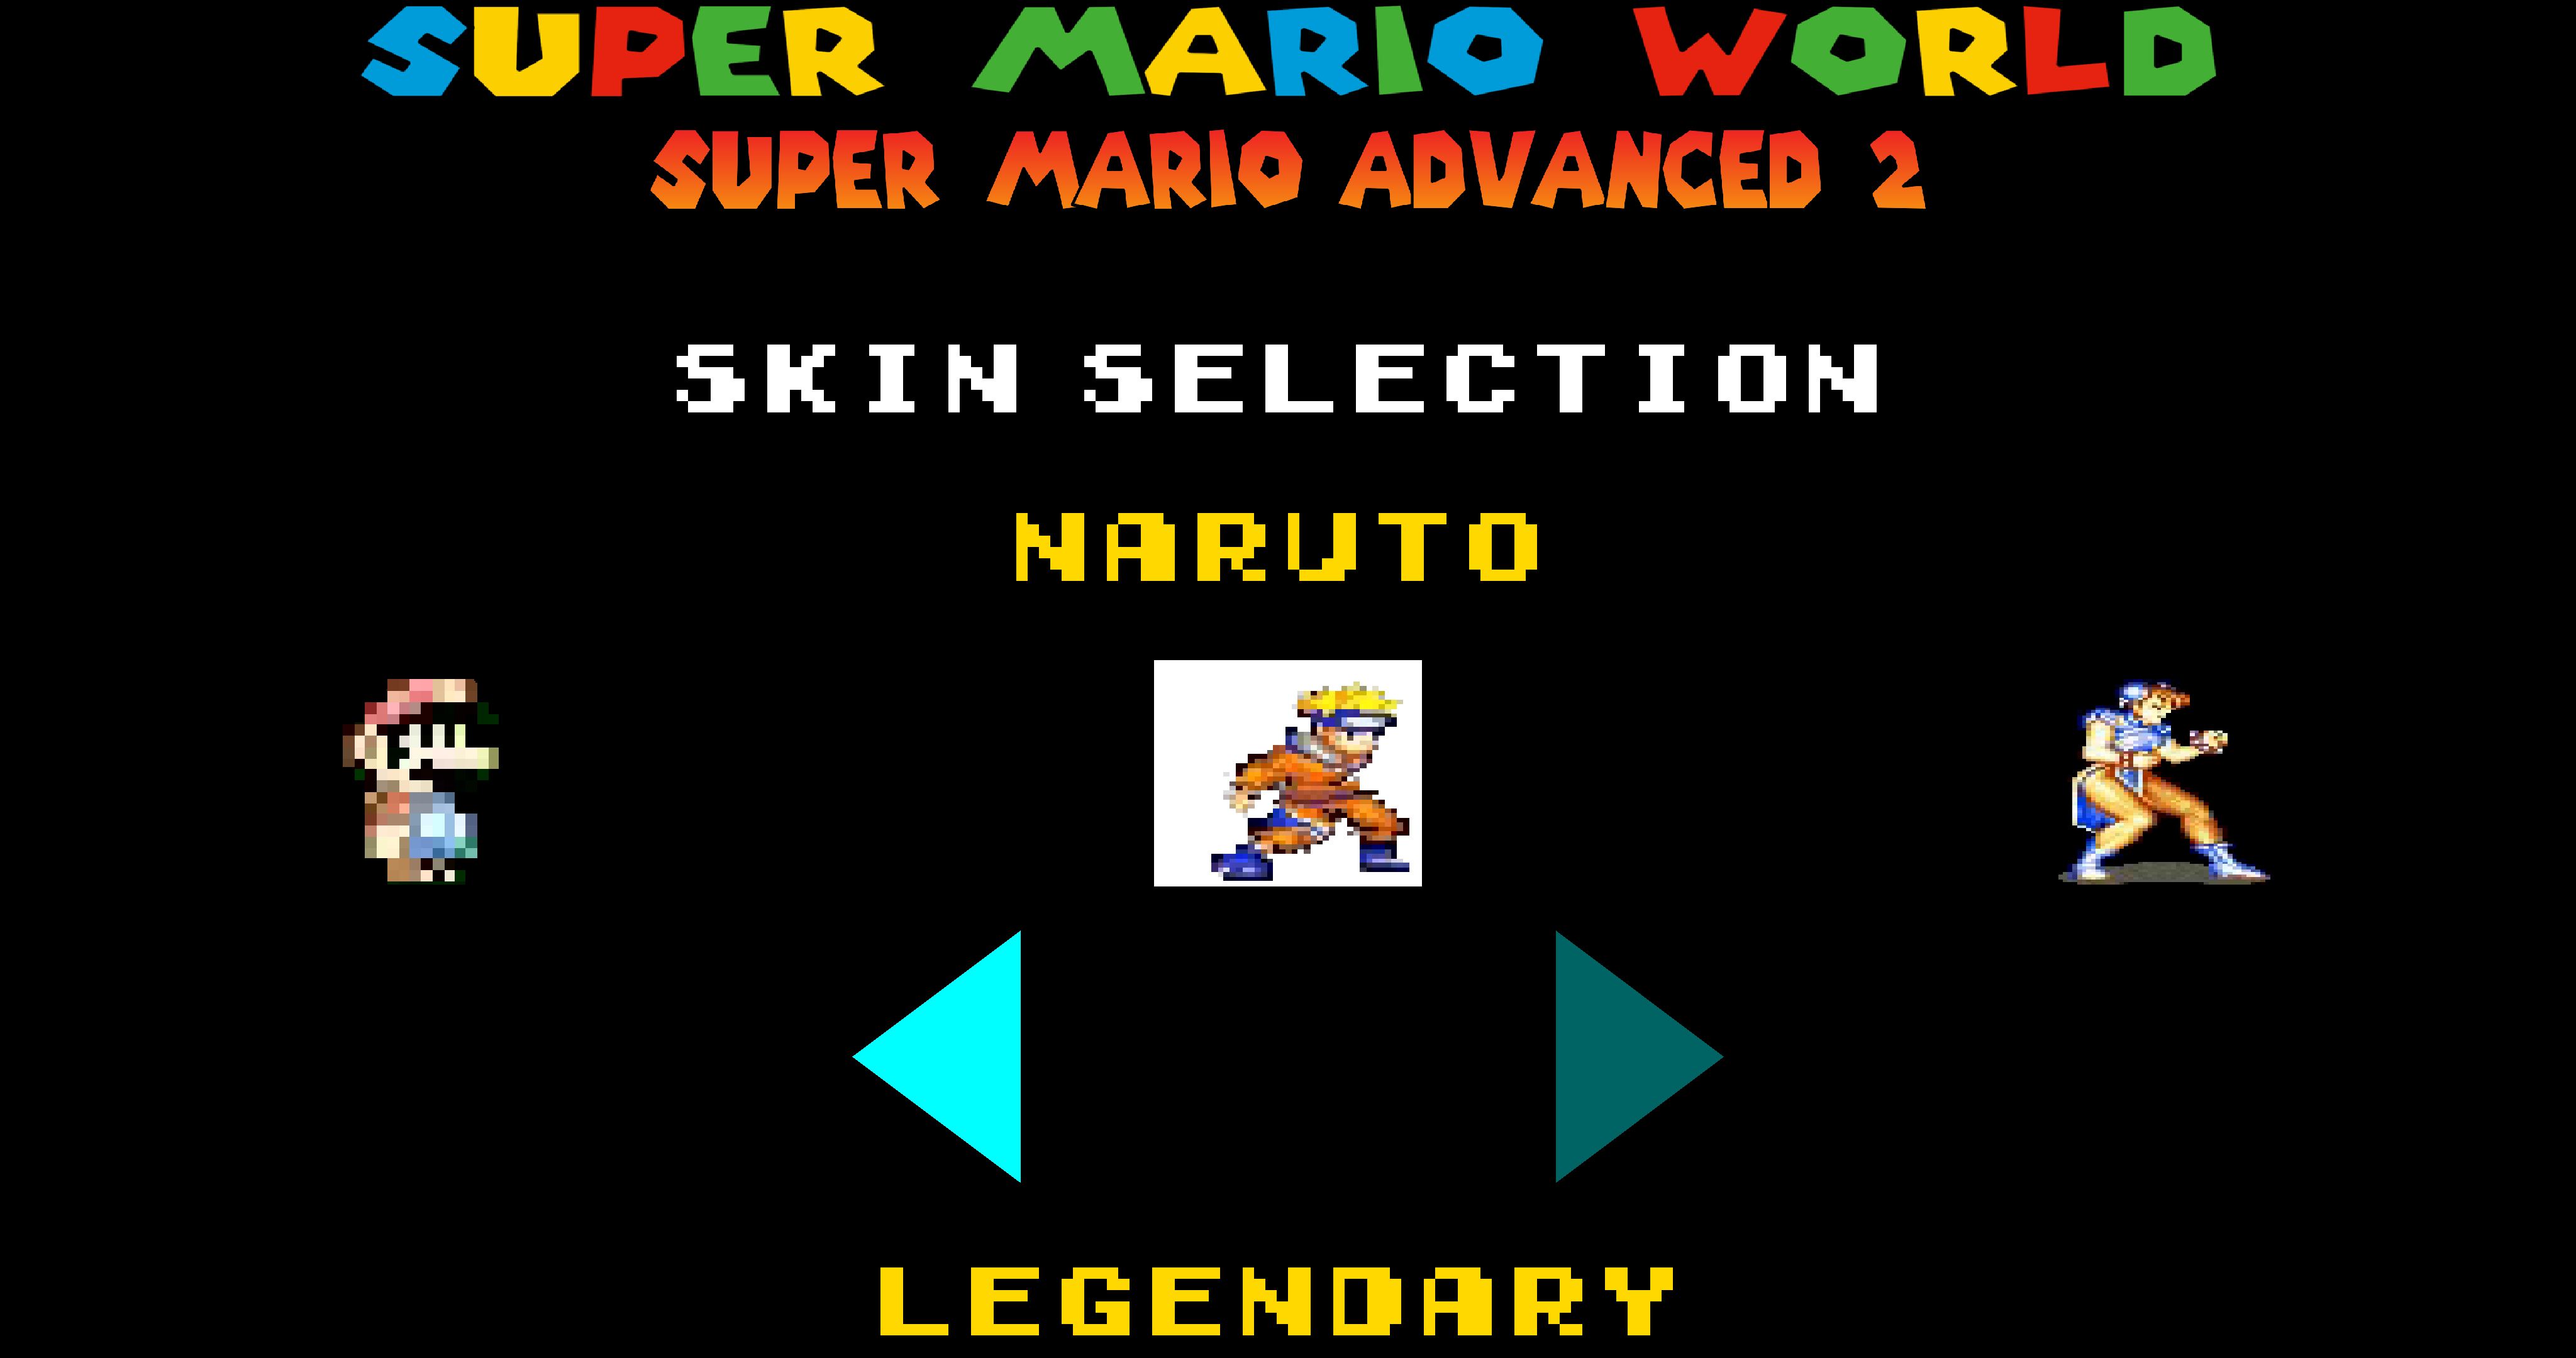 SUPER MARIO WORLD
SUPER MARIO ADVANCED 2
SKIN SELECTION
NARUTO
LEGENDARY